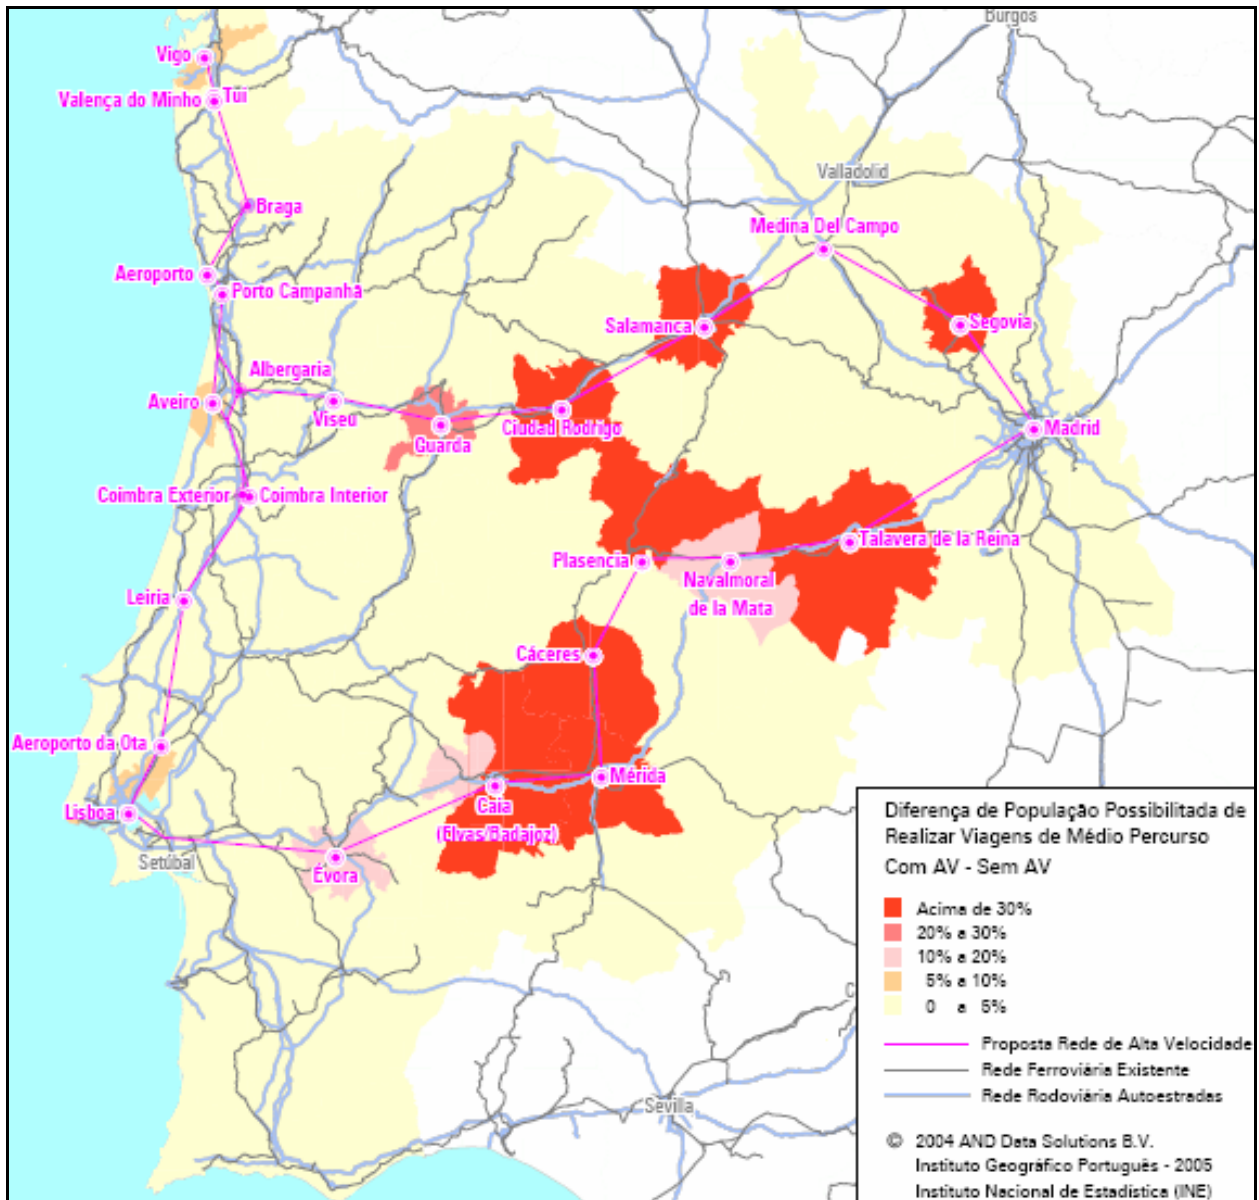 Burgos
Vigo
Valença do Minho
Túi
Valladolid
Braga
Medina Del Campo
Aeroporto
Porto Campanhã
Salamanca
Segovia
Albergaria
Aveiro
Viseu
Guarda
Ciudad Rodrigo
Madrid
Coimbra Exterior
Coimbra Interior
Talavera de la Reina
Plasencia
Navalmoral
de la Mata
Leiria
Cáceres
Aeroporto da Ota
Mérida
Caia
(Elvas/Badajoz)
Lisboa
Setúbal
Évora
C
Sevilla
Diferença de População Possibilitada de
Realizar Viagens de Médio Percurso
Com AV - Sem AV
Acima de 30%
20% a 30%
10% a 20%
5% a 10%
0 a 5%
Proposta Rede de Alta Velocidade
Rede Ferroviária Existente
Rede Rodoviária Autoestradas
© 2004 AND Data Solutions B.V.
Instituto Geográfico Português - 2005
Instituto Nacional de Estadística (INE)